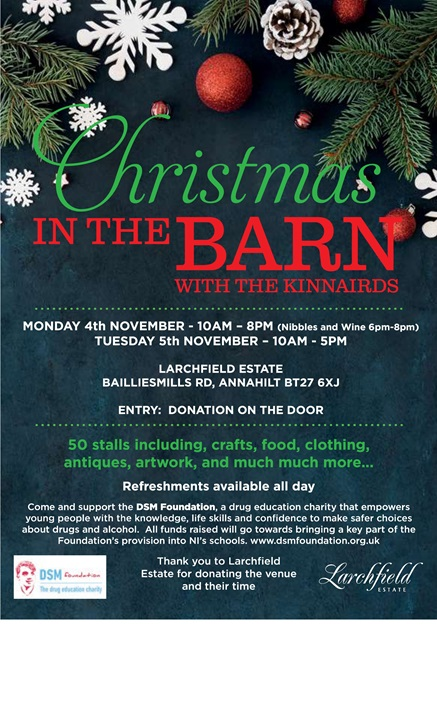 Christmas
IN THE BARN
WITH THE KINNAIRDS
MONDAY 4th NOVEMBER - 10AM – 8PM (Nibbles and Wine 6pm-8pm)
TUESDAY 5th NOVEMBER – 10AM - 5PM
LARCHFIELD ESTATE
BAILLIESMILLS RD, ANNAHILT BT27 6XJ
ENTRY: DONATION ON THE DOOR
50 stalls including, crafts, food, clothing,
antiques, artwork, and much much more...
Refreshments available all day
Come and support the DSM Foundation, a drug education charity that empowers
young people with the knowledge, life skills and confidence to make safer choices
about drugs and alcohol. All funds raised will go towards bringing a key part of the
Foundation's provision into NI's schools. www.dsmfoundation.org.uk
DSM Foundation
The drug education charity
Thank you to Larchfield
Estate for donating the venue
and their time
Larchfield
ESTATE